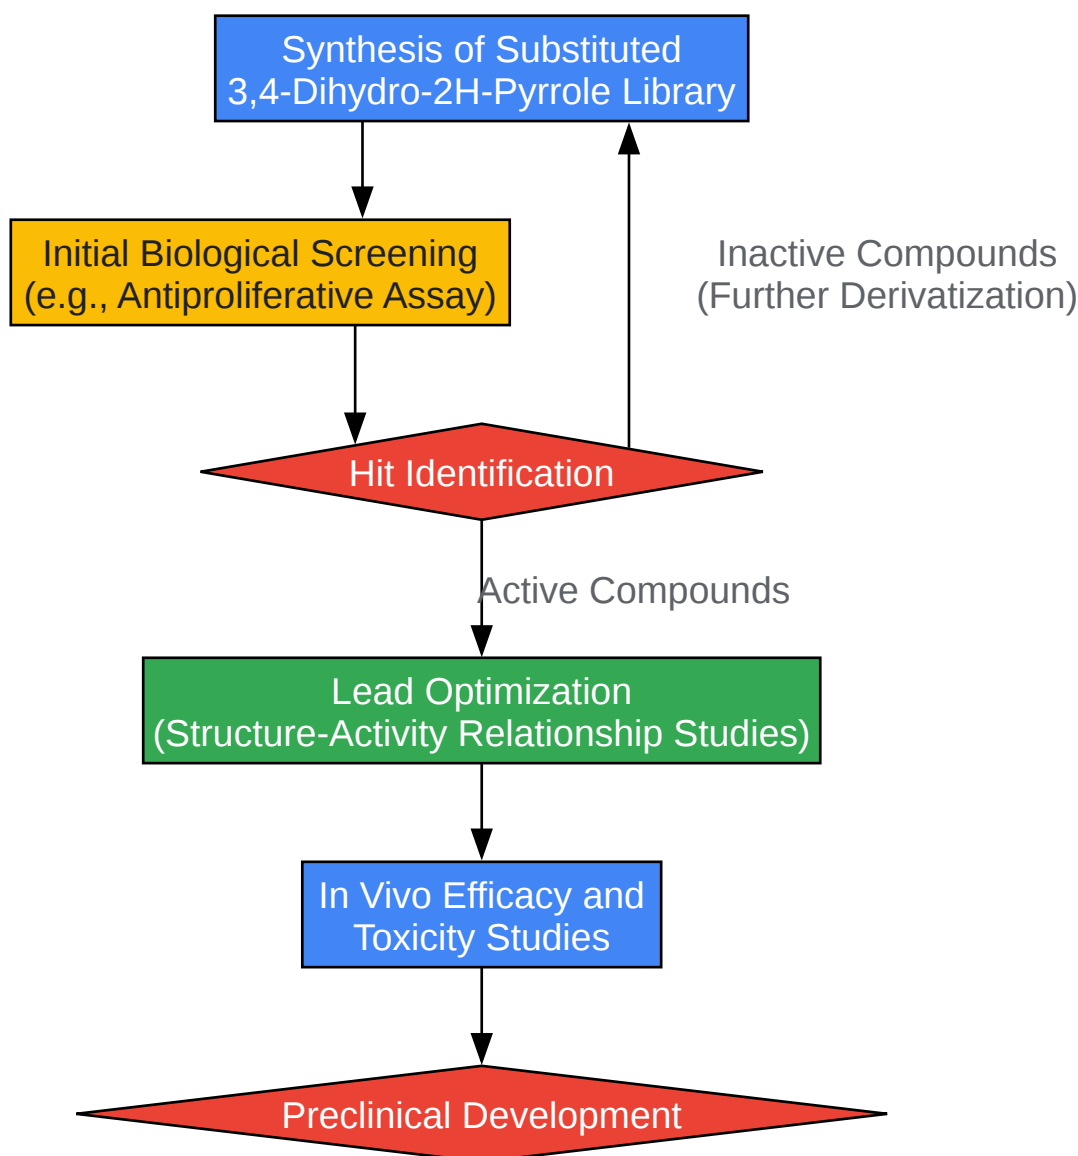 Synthesis of Substituted
3,4-Dihydro-2H-Pyrrole Library
Initial Biological Screening
(e.g., Antiproliferative Assay)
Inactive Compounds
(Further Derivatization)
Hit Identification
Active Compounds
Lead Optimization
(Structure-Activity Relationship Studies)
In Vivo Efficacy and
Toxicity Studies
Preclinical Development